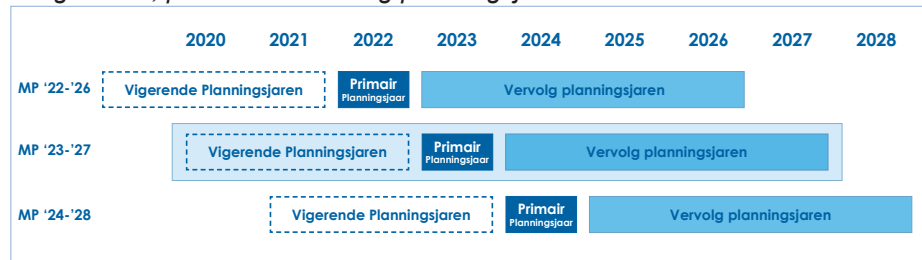 2020 2021 2022 2023 2024 2025 2026 2027 2028
MP ‘22-’26 Vigerende Planningsjaren Primair Planningsjaar Vervolg planningsjaren
MP ‘23-’27 Vigerende Planningsjaren Primair Planningsjaar Vervolg planningsjaren
MP ‘24-’28 Vigerende Planningsjaren Primair Planningsjaar Vervolg planningsjaren